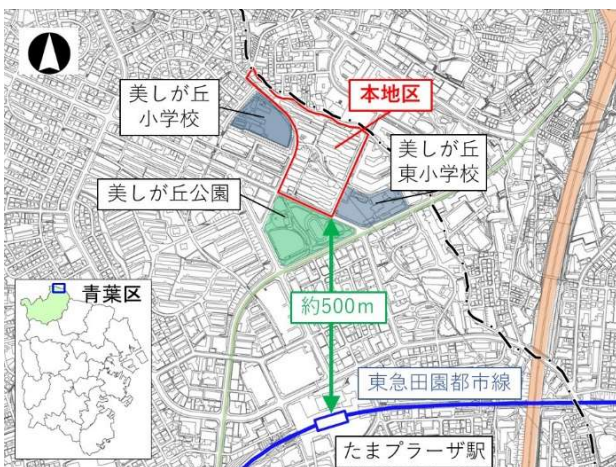 美しが丘
小学校
本地区
美しが丘
東小学校
美しが丘公園
青葉区
約500m
東急田園都市線
たまプラーザ駅